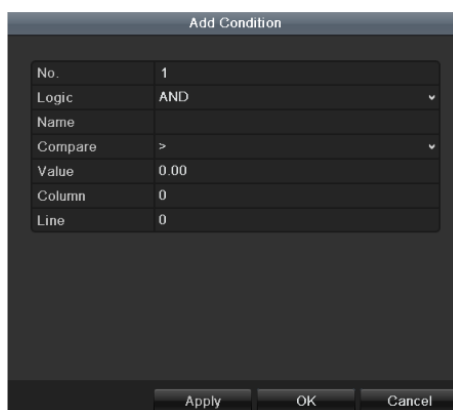 Add Condition
No. 1
Logic AND
Name
Compare >
Value 0.00
Column 0
Line 0
Apply OK Cancel